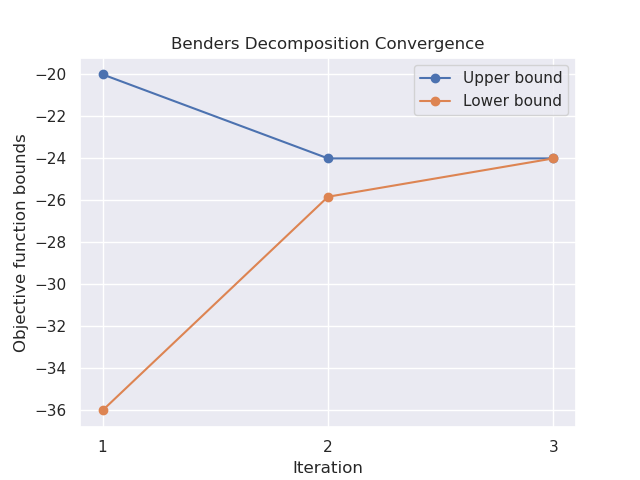 Benders Decomposition Convergence
Upper bound
Lower bound
Objective function bounds
−20
−22
−24
−26
−28
−30
−32
−34
−36
1
2
3
Iteration